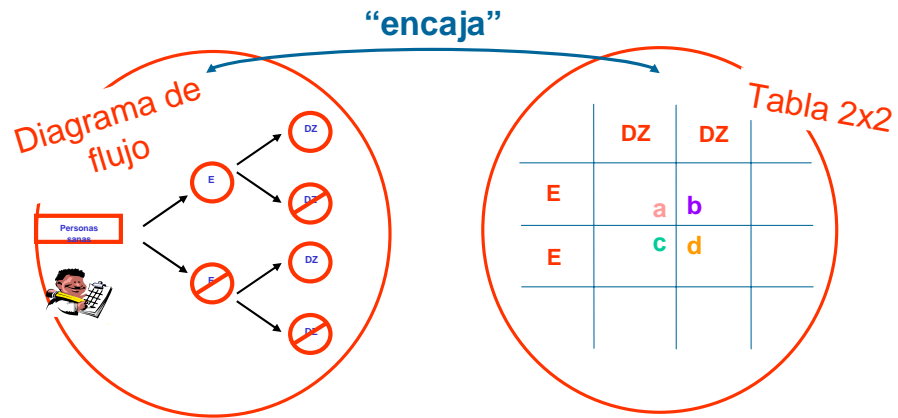 “encaja”
Diagrama de
flujo
DZ
E
DZ
Personas
sanas
DZ
E
DZ
Tabla 2x2
DZ DZ
E
a b
c d
E